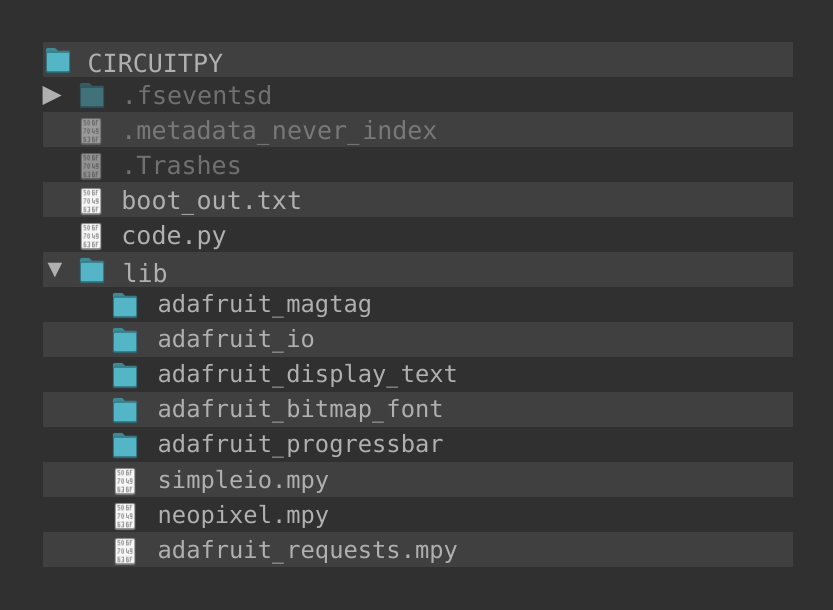 CIRCUITPY
.fseventsd
.metadata_never_index
.Trashes
boot_out.txt
code.py
lib
adafruit_magtag
adafruit_io
adafruit_display_text
adafruit_bitmap_font
adafruit_progressbar
simpleio.mpy
neopixel.mpy
adafruit_requests.mpy